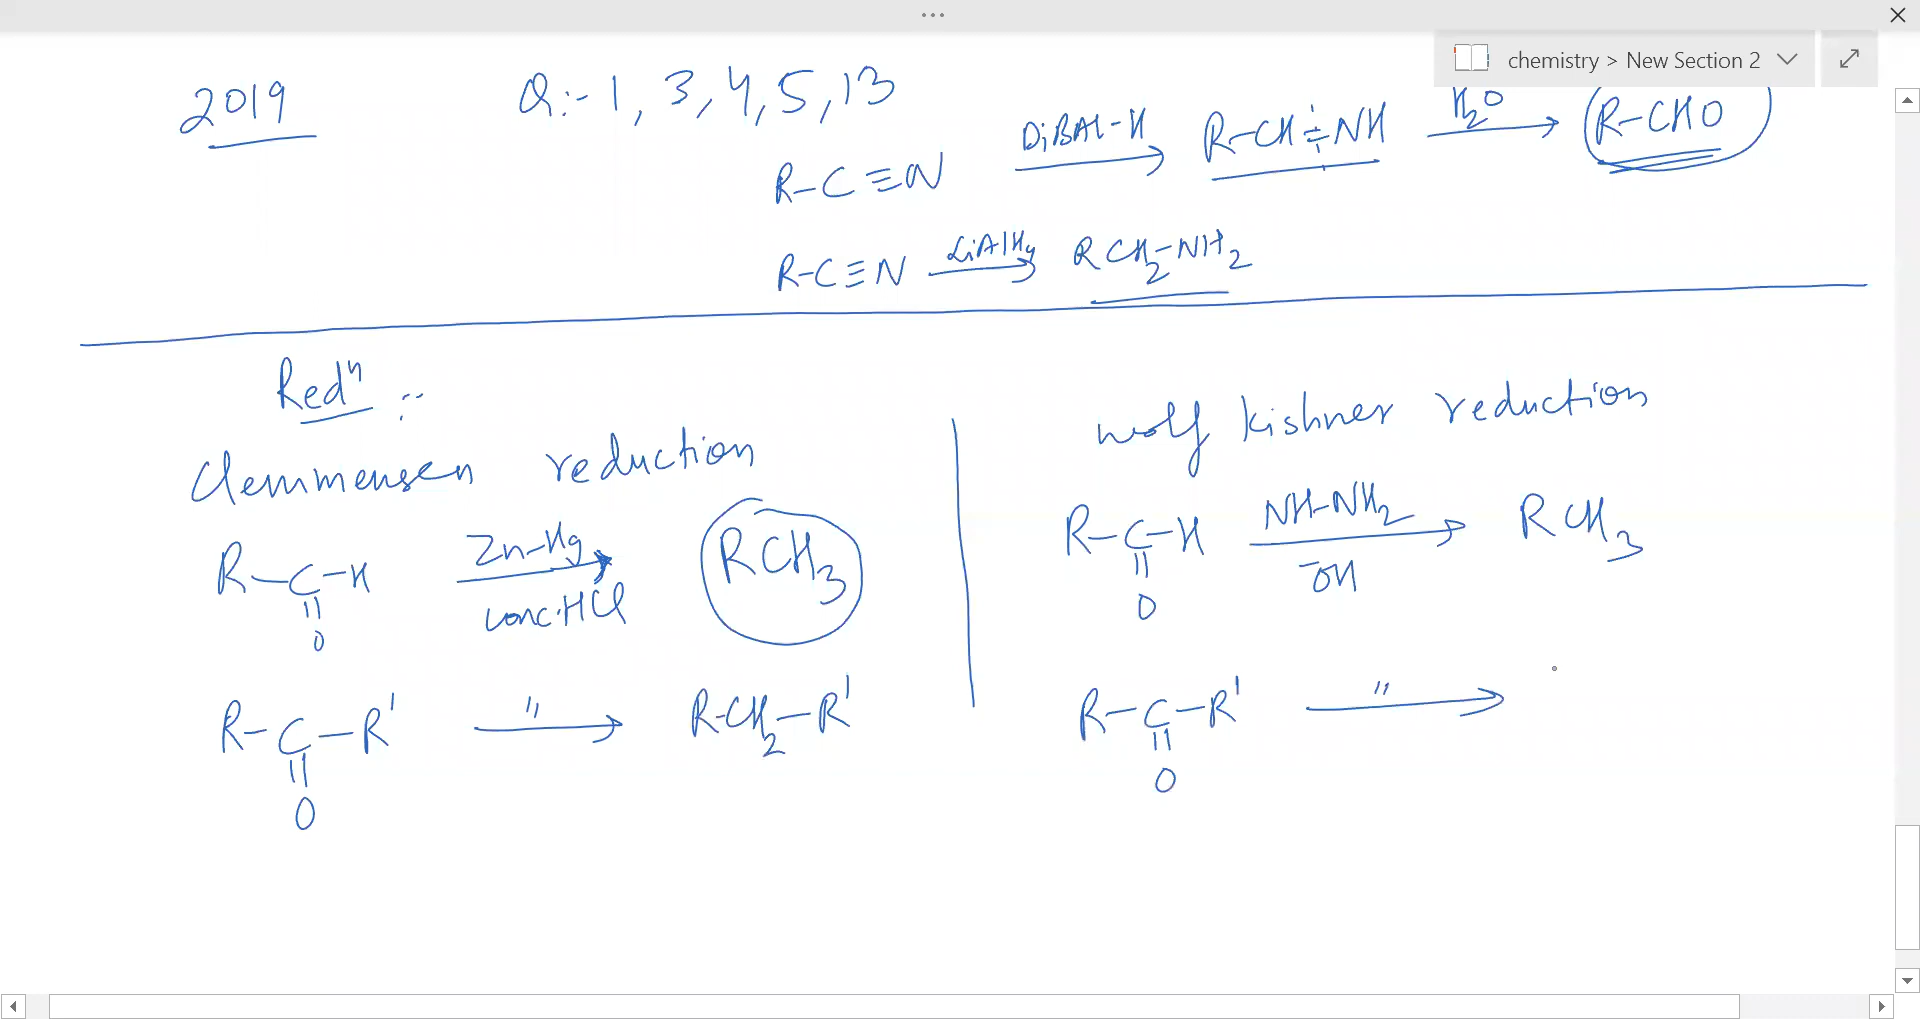 chemistry > New Section 2
2019 Q:- 1, 3, 4, 5, 13
R-C≡N DiBAl-H R-CH=NH H2O R-CHO
R-C≡N LiAlH4 RCH2-NH2
Redn :-
Clemmensen reduction
R-C-H Zn-Hg RCH3
|| conc.HCl
O
R-C-R' " R-CH2-R'
||
O
wolf kishner reduction
R-C-H NH-NH2 RCH3
|| -OH
O
R-C-R' "
||
O